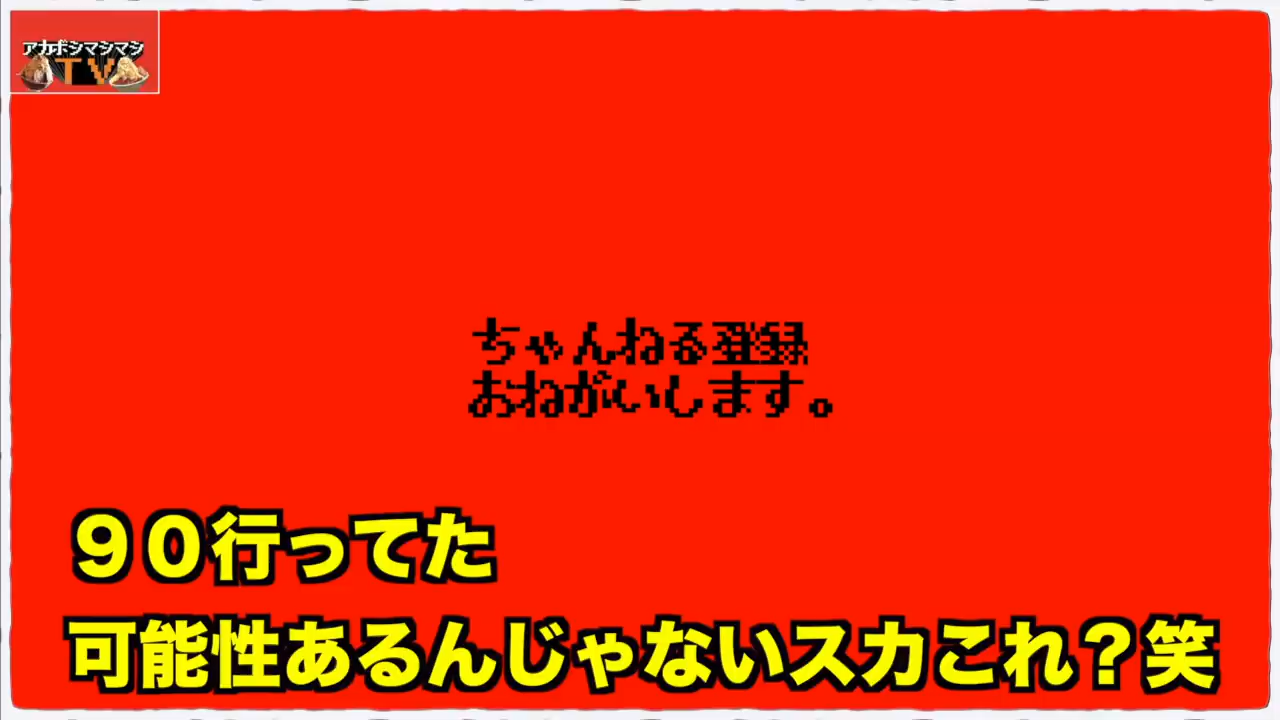 アカボシマシマシ
TV
ちゃんねる登録
おねがいします。
９０行ってた
可能性あるんじゃないスカこれ？笑